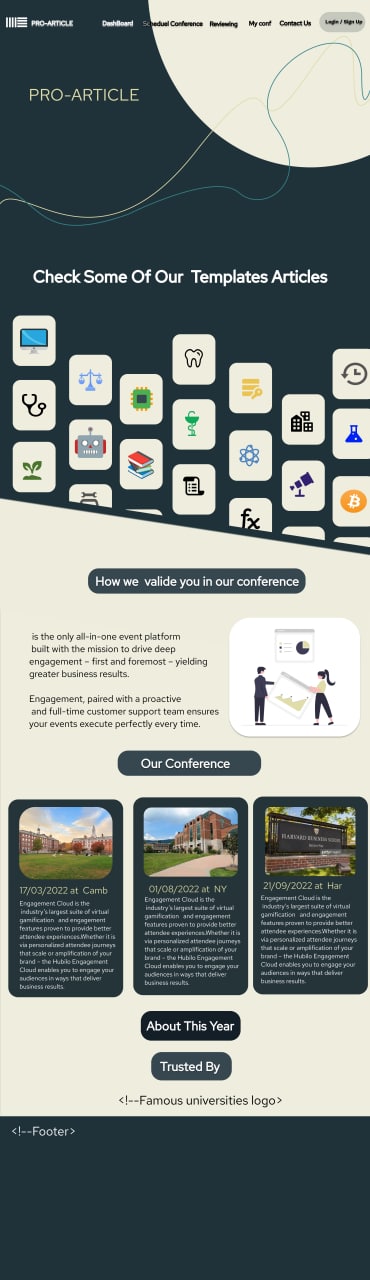 PRO-ARTICLE
DashBoard
Scheduel Conference
Reviewing
My conf
Contact Us
Login / Sign Up
PRO-ARTICLE
Check Some Of Our Templates Articles
fx
How we valide you in our conference
is the only all-in-one event platform
built with the mission to drive deep
engagement – first and foremost – yielding
greater business results.
Engagement, paired with a proactive
and full-time customer support team ensures
your events execute perfectly every time.
Our Conference
17/03/2022 at Camb
Engagement Cloud is the
industry's largest suite of virtual
gamification and engagement
features proven to provide better
attendee experiences.Whether it is
via personalized attendee journeys
that scale or amplification of your
brand – the Hubilo Engagement
Cloud enables you to engage your
audiences in ways that deliver
business results.
01/08/2022 at NY
Engagement Cloud is the
industry's largest suite of virtual
gamification and engagement
features proven to provide better
attendee experiences.Whether it is
via personalized attendee journeys
that scale or amplification of your
brand – the Hubilo Engagement
Cloud enables you to engage your
audiences in ways that deliver
business results.
HARVARD BUSINESS SCHOOL
21/09/2022 at Har
Engagement Cloud is the
industry's largest suite of virtual
gamification and engagement
features proven to provide better
attendee experiences.Whether it is
via personalized attendee journeys
that scale or amplification of your
brand – the Hubilo Engagement
Cloud enables you to engage your
audiences in ways that deliver
business results.
About This Year
Trusted By
<!--Famous universities logo>
<!--Footer>